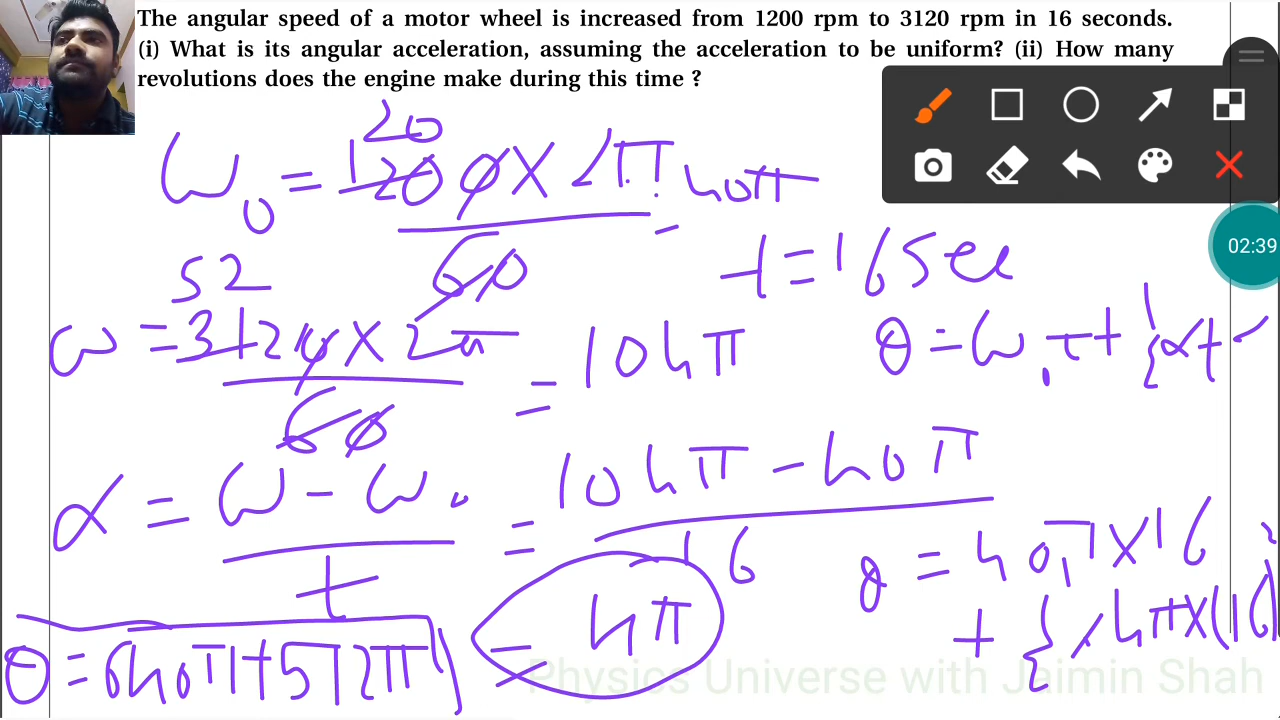 The angular speed of a motor wheel is increased from 1200 rpm to 3120 rpm in 16 seconds.
(i) What is its angular acceleration, assuming the acceleration to be uniform? (ii) How many
revolutions does the engine make during this time ?
20
ω₀ = 1200 × 2π / 60 = 40π
02:39
t = 16 sec
52
ω = 3120 × 2π / 60 = 104π
θ = ω₀t + ½αt²
α = ω - ω₀ / t = 104π - 40π / 16
θ = 40π × 16
+ ½ × 4π × (16)²
= 4π
θ = 640π + 512π
Physics Universe with Jaimin Shah